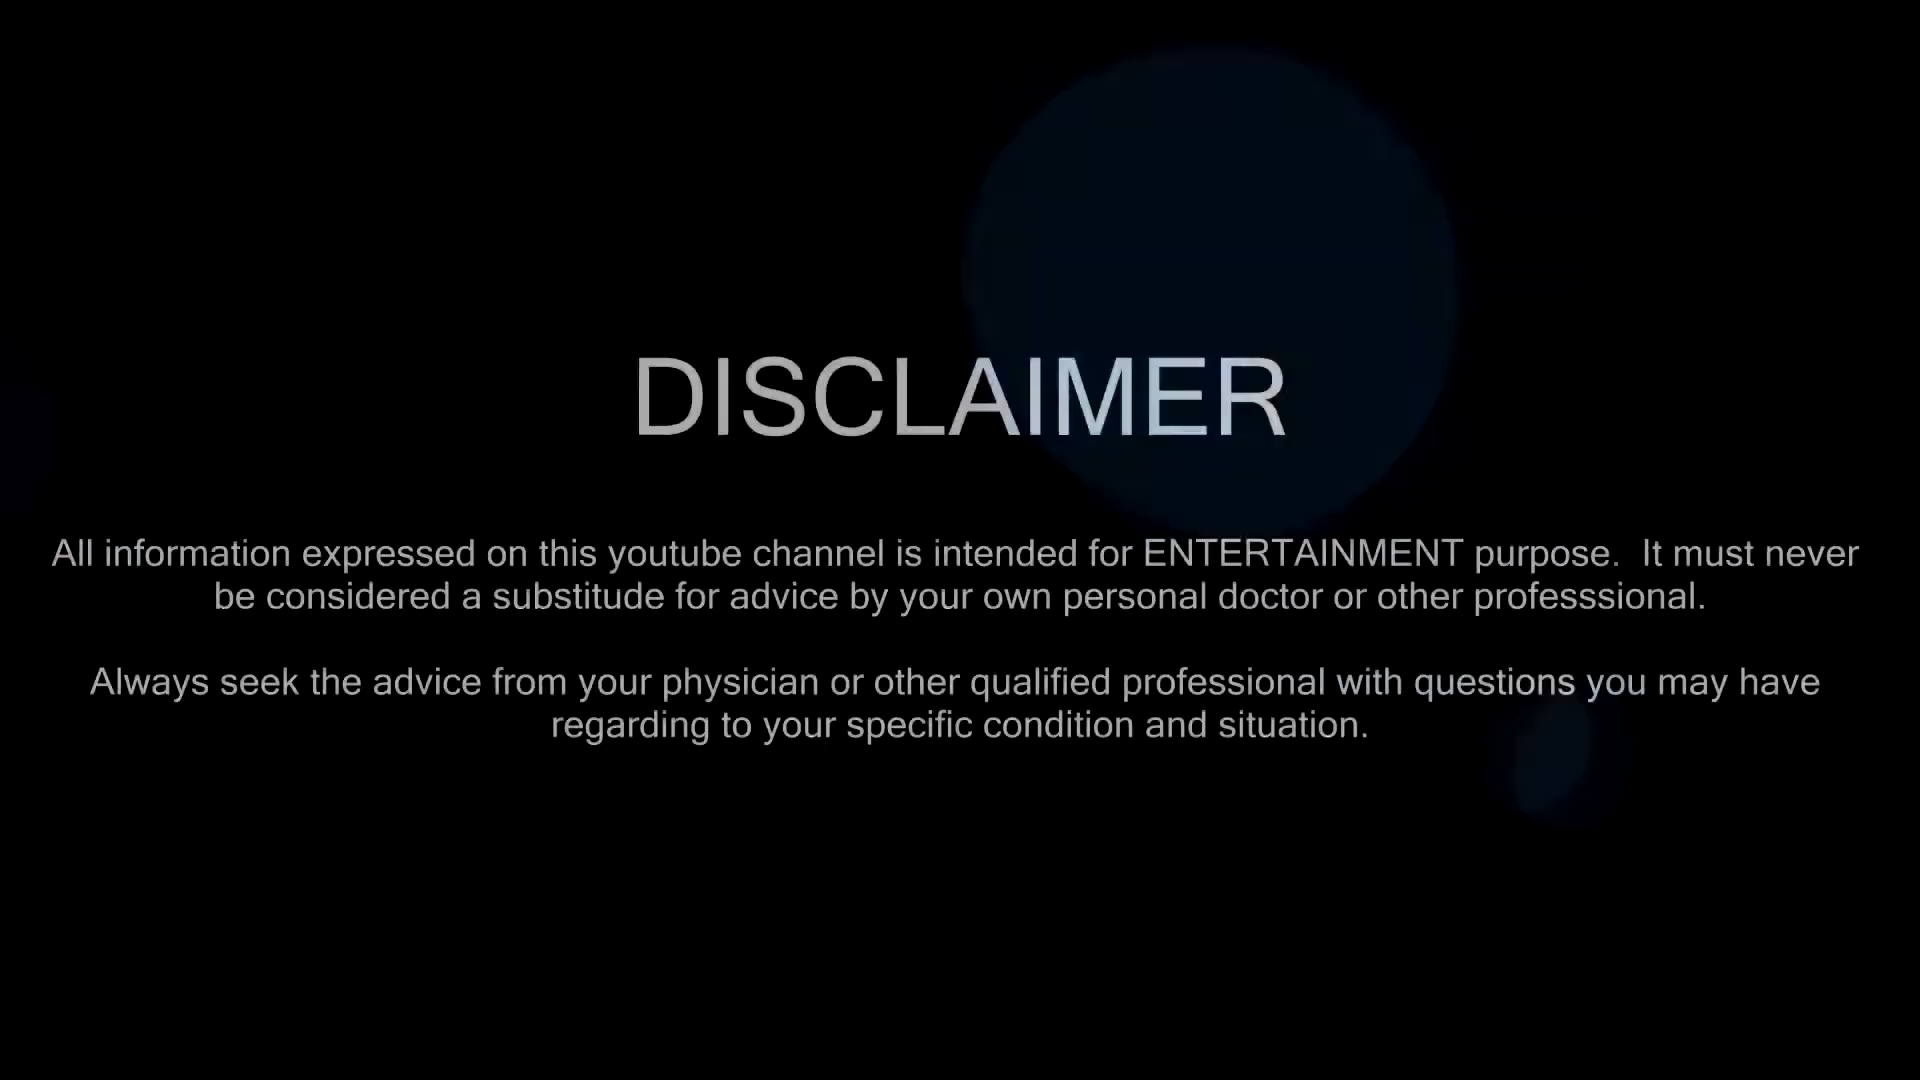 DISCLAIMER
All information expressed on this youtube channel is intended for ENTERTAINMENT purpose.  It must never
be considered a substitude for advice by your own personal doctor or other professsional.
Always seek the advice from your physician or other qualified professional with questions you may have
regarding to your specific condition and situation.